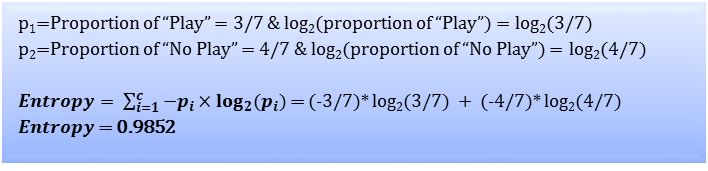 p₁=Proportion of “Play” = 3/7 & log₂(proportion of “Play”) = log₂(3/7)
p₂=Proportion of “No Play” = 4/7 & log₂(proportion of “No Play”) = log₂(4/7)
Entropy = ∑ᶜᵢ₌₁ −pᵢ × log₂(pᵢ) = (-3/7)*log₂(3/7) + (-4/7)*log₂(4/7)
Entropy = 0.9852